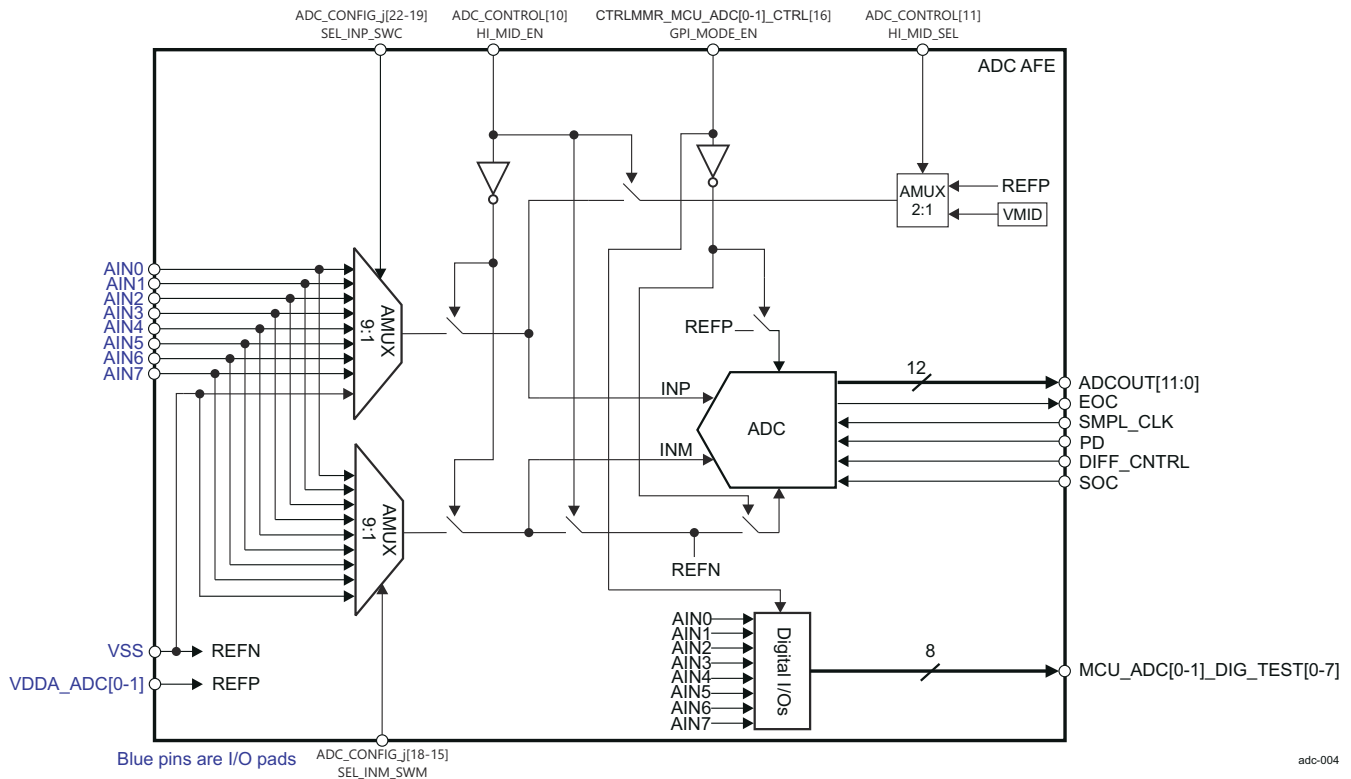 ADC_CONFIG_j[22-19]
SEL_INP_SWC
ADC_CONTROL[10]
HI_MID_EN
CTRLMMR_MCU_ADC[0-1]_CTRL[16]
GPI_MODE_EN
ADC_CONTROL[11]
HI_MID_SEL
ADC AFE
AMUX
2:1
REFP
VMID
AIN0
AIN1
AIN2
AIN3
AIN4
AIN5
AIN6
AIN7
AMUX
9:1
REFP
INP
INM
ADC
12
ADCOUT[11:0]
EOC
SMPL_CLK
PD
DIFF_CNTRL
SOC
AMUX
9:1
REFN
AIN0
AIN1
AIN2
AIN3
AIN4
AIN5
AIN6
AIN7
Digital I/Os
8
MCU_ADC[0-1]_DIG_TEST[0-7]
VSS
REFN
VDDA_ADC[0-1]
REFP
Blue pins are I/O pads
ADC_CONFIG_j[18-15]
SEL_INM_SWM
adc-004